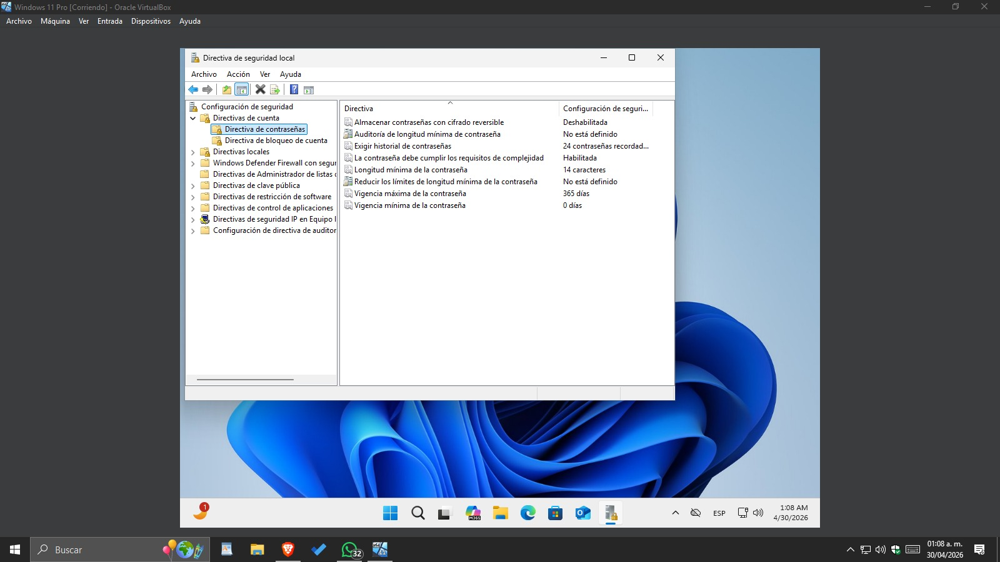 Windows 11 Pro [Corriendo] - Oracle VirtualBox
Archivo Máquina Ver Entrada Dispositivos Ayuda
Directiva de seguridad local
Archivo Acción Ver Ayuda
Configuración de seguridad
Directivas de cuenta
Directiva de contraseñas
Directiva de bloqueo de cuenta
Directivas locales
Windows Defender Firewall con segur
Directivas de Administrador de listas
Directivas de clave pública
Directivas de restricción de software
Directivas de control de aplicaciones
Directivas de seguridad IP en Equipo l
Configuración de directiva de auditor
Directiva Configuración de seguri...
Almacenar contraseñas con cifrado reversible Deshabilitada
Auditoría de longitud mínima de contraseña No está definido
Exigir historial de contraseñas 24 contraseñas recordad...
La contraseña debe cumplir los requisitos de complejidad Habilitada
Longitud mínima de la contraseña 14 caracteres
Reducir los límites de longitud mínima de la contraseña No está definido
Vigencia máxima de la contraseña 365 días
Vigencia mínima de la contraseña 0 días
1
M365
ESP
1:08 AM
4/30/2026
Buscar
32
x64
11
01:08 a. m.
30/04/2026